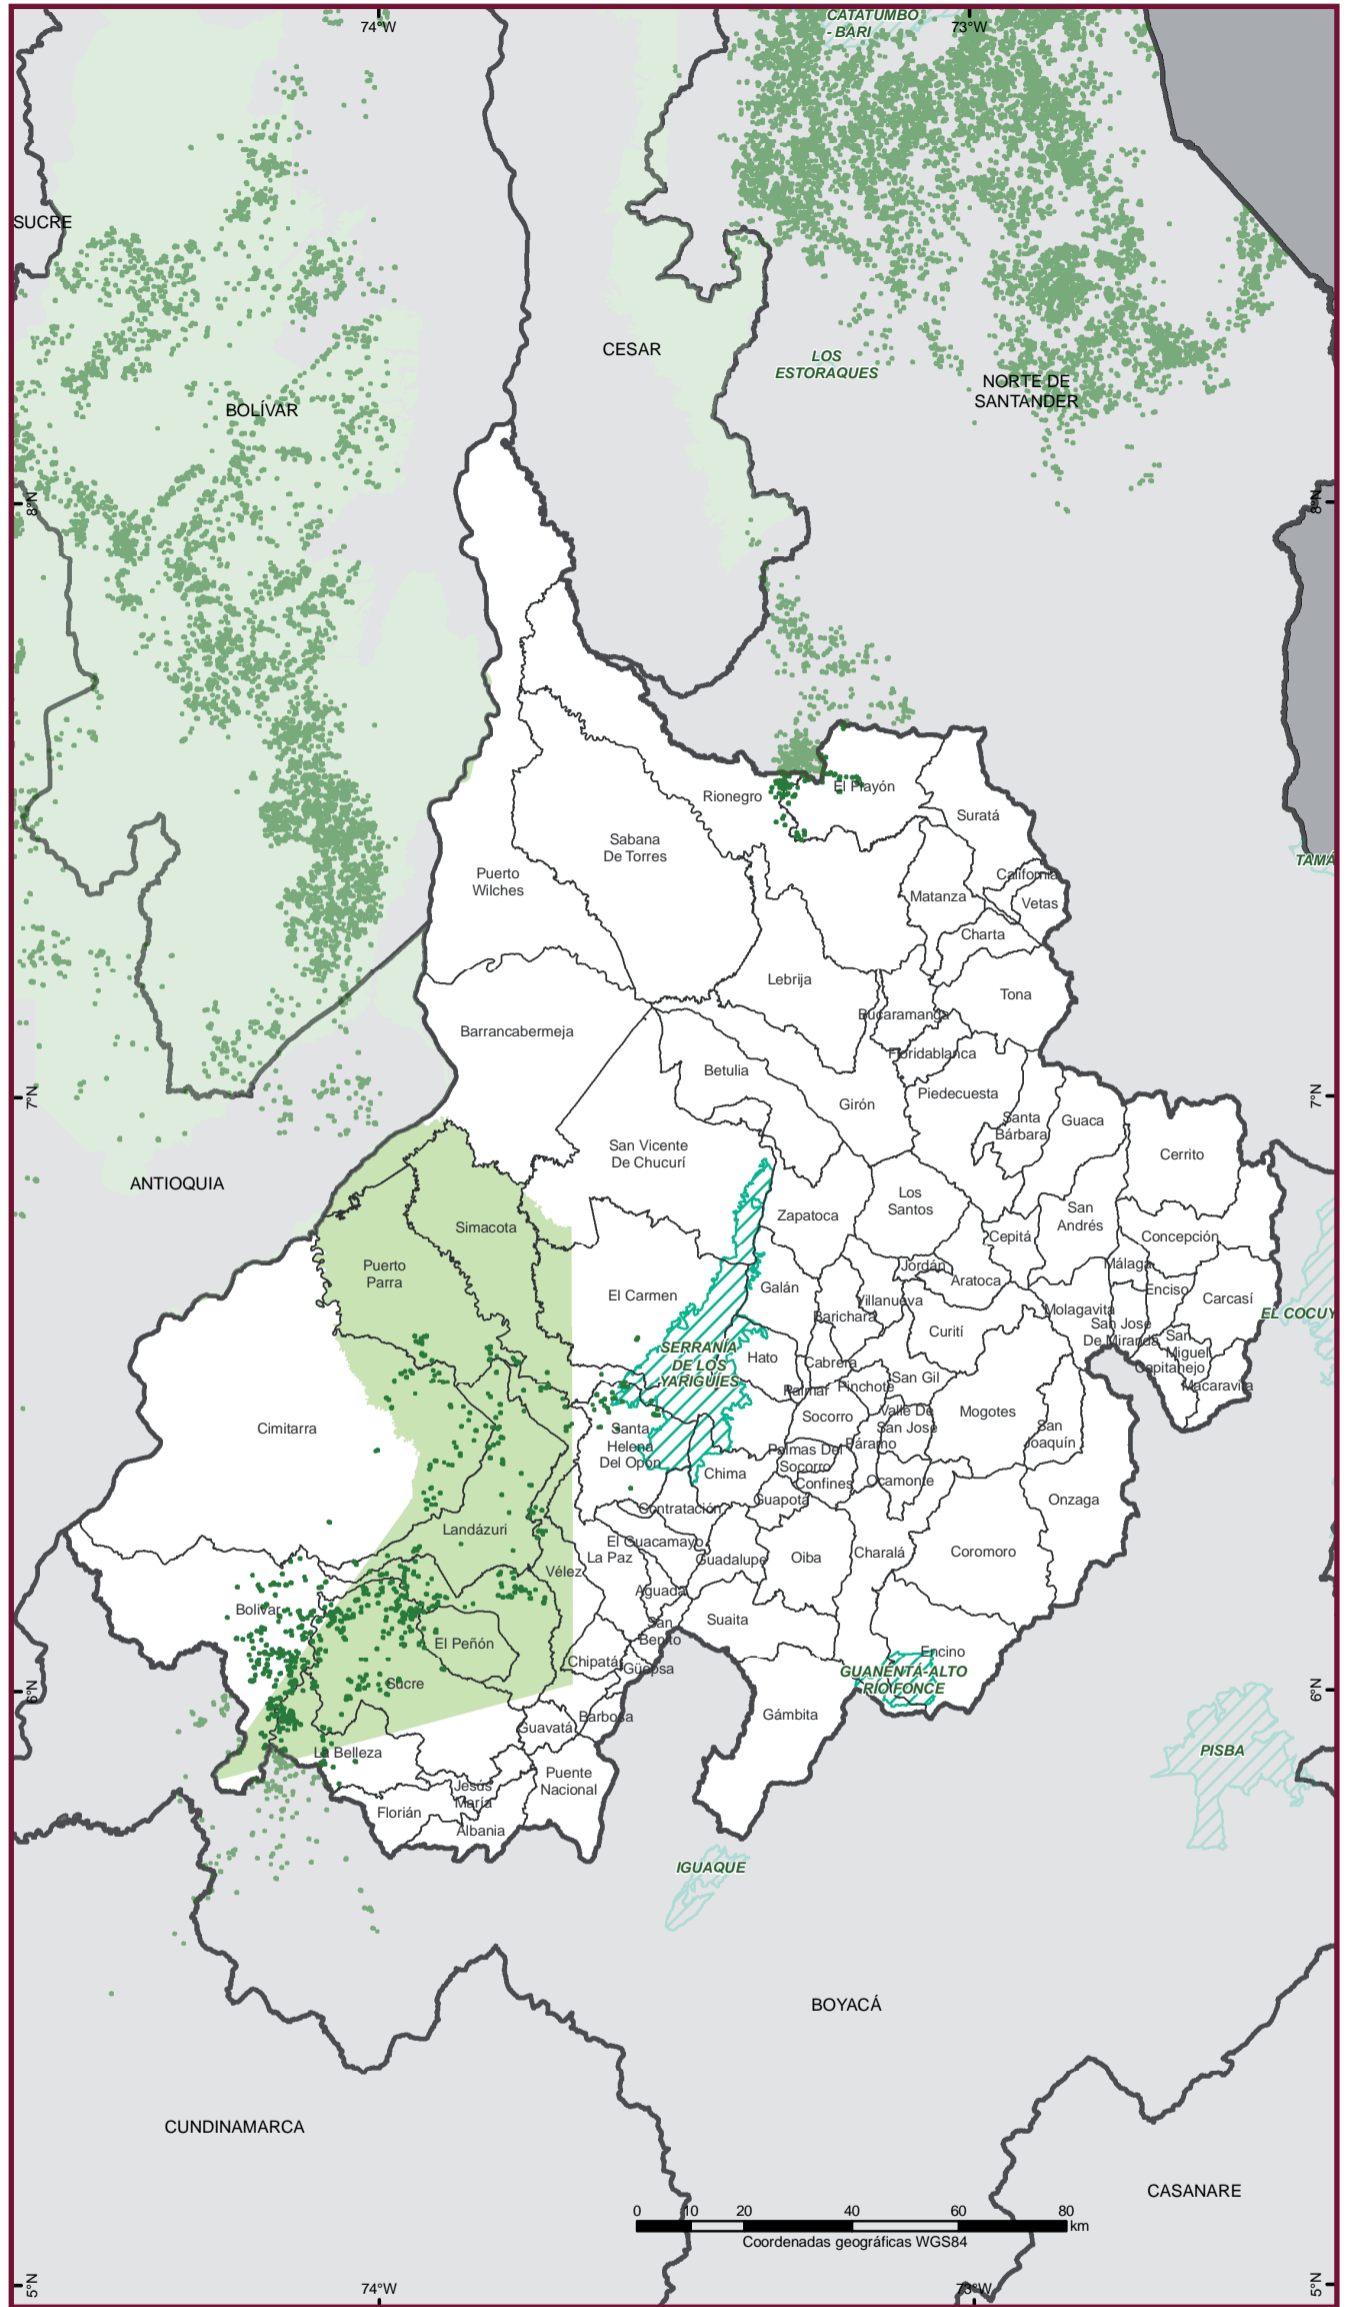 74°W
73°W
CATATUMBO
- BARI
SUCRE
CESAR
LOS
ESTORAQUES
NORTE DE
SANTANDER
BOLÍVAR
8°N
8°N
El Playón
Rionegro
Suratá
Sabana
De Torres
TAMÁ
Puerto
Wilches
California
Matanza
Vetas
Charta
Lebrija
Tona
Bucaramanga
Barrancabermeja
Floridablanca
Betulia
Piedecuesta
7°N
7°N
Girón
Santa
Bárbara
Guaca
San Vicente
De Chucurí
Cerrito
ANTIOQUIA
Los
Santos
Zapatoca
San
Andrés
Simacota
Cepitá
Concepción
Puerto
Parra
Jordán
Málaga
Aratoca
El Carmen
Galán
Enciso
Carcasí
Villanueva
Barichara
Molagavita
EL COCUY
San José
De Miranda
Curití
San
Miguel
SERRANÍA
DE LOS
YARIGUÍES
Hato
Cabrera
Capitanejo
San Gil
Palmar
Pinchote
Macaravita
Cimitarra
Socorro
Valle De
San José
Mogotes
Santa
Helena
Del Opón
San
Joaquín
Páramo
Palmas Del
Socorro
Chima
Confines
Ocamonte
Guapotá
Onzaga
Contratación
Landázuri
El Guacamayo
La Paz
Guadalupe
Oiba
Charalá
Coromoro
Vélez
Aguada
Bolívar
San
Benito
Suaita
El Peñón
Encino
Chipatá
Güepsa
GUANENTÁ-ALTO
RÍO FONCE
Sucre
6°N
6°N
Barbosa
Gámbita
Guavatá
La Belleza
PISBA
Puente
Nacional
Jesús
María
Florián
Albania
IGUAQUE
BOYACÁ
CUNDINAMARCA
CASANARE
0 10 20 40 60 80
km
Coordenadas geográficas WGS84
5°N
5°N
74°W
73°W